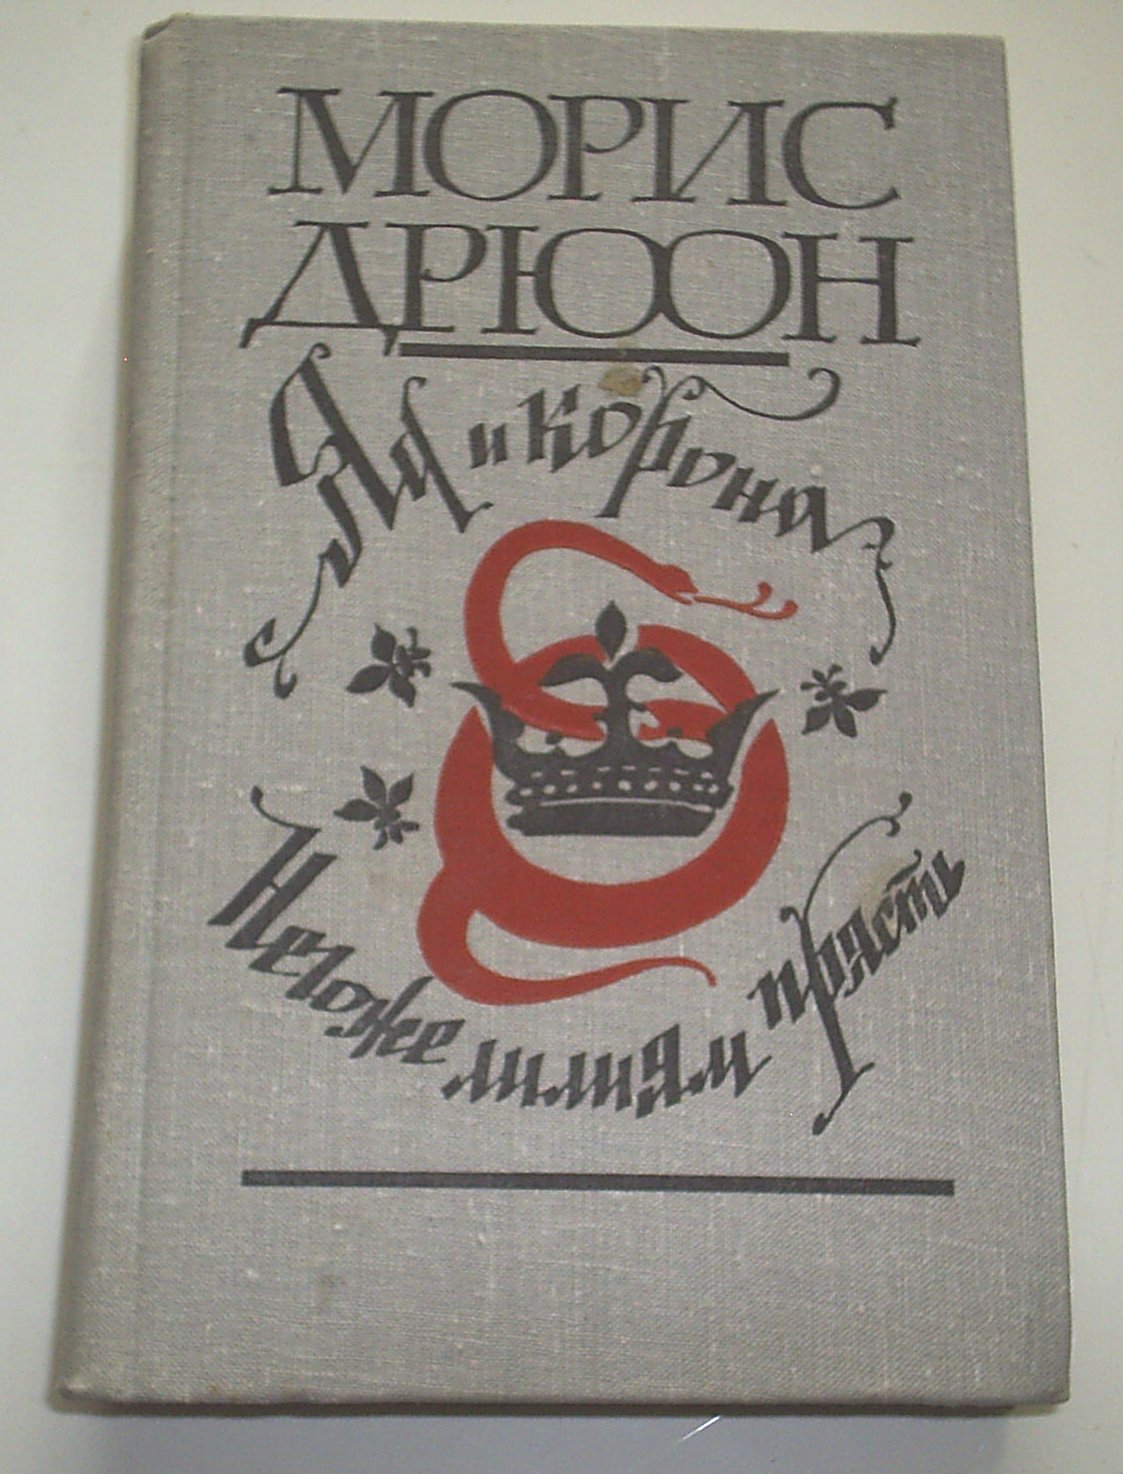 МОРИС
ДРЮОН
Яд и корона
Негоже лилиям прясть